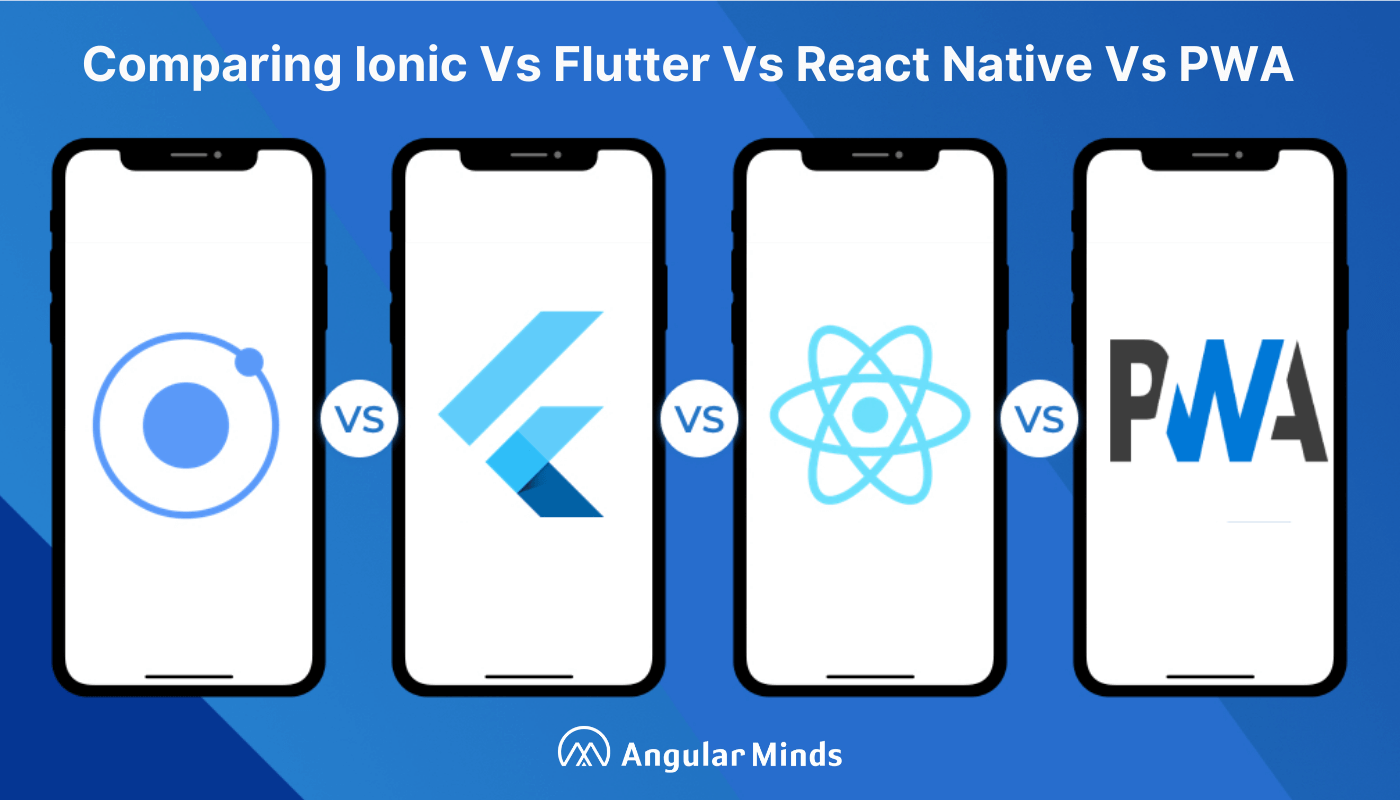 Comparing Ionic Vs Flutter Vs React Native Vs PWA
VS
VS
VS
PWA
Angular Minds